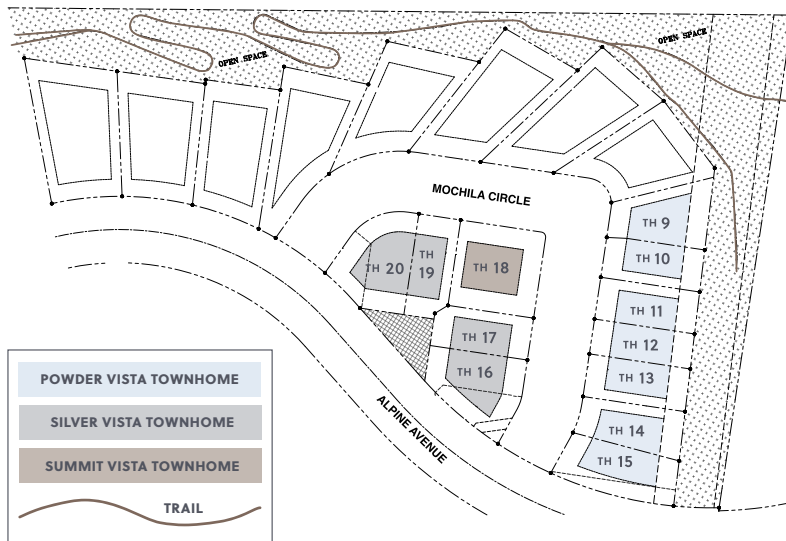 OPEN SPACE
OPEN SPACE
MOCHILA CIRCLE
TH 9
TH 10
TH 20
TH
19
TH 18
TH 11
TH 17
TH 12
TH 16
TH 13
TH 14
TH 15
ALPINE AVENUE
POWDER VISTA TOWNHOME
SILVER VISTA TOWNHOME
SUMMIT VISTA TOWNHOME
TRAIL